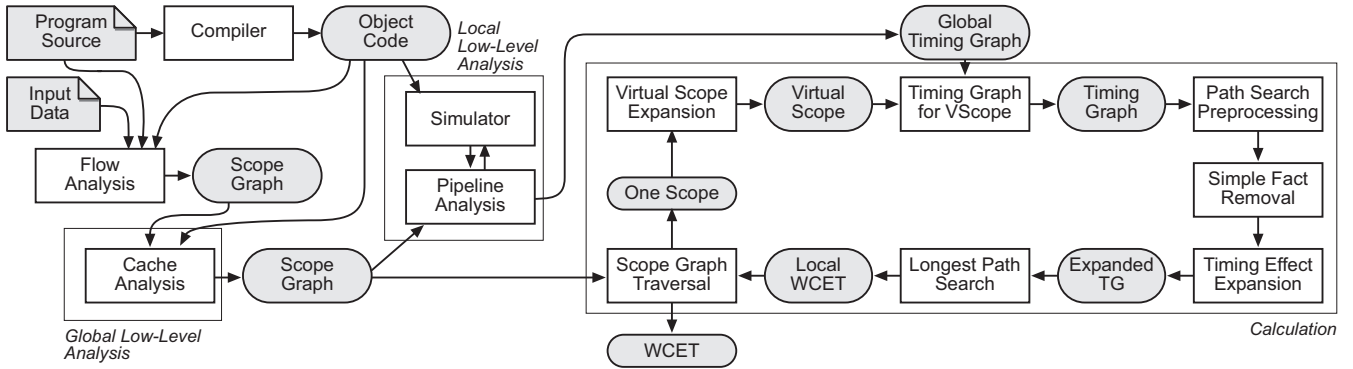 Program
Source
Compiler
Object
Code
Local
Low-Level
Analysis
Global
Timing Graph
Input
Data
Simulator
Virtual Scope
Expansion
Virtual
Scope
Timing Graph
for VScope
Timing
Graph
Path Search
Preprocessing
Flow
Analysis
Scope
Graph
Pipeline
Analysis
One Scope
Simple Fact
Removal
Cache
Analysis
Scope
Graph
Scope Graph
Traversal
Local
WCET
Longest Path
Search
Expanded
TG
Timing Effect
Expansion
Global Low-Level
Analysis
WCET
Calculation